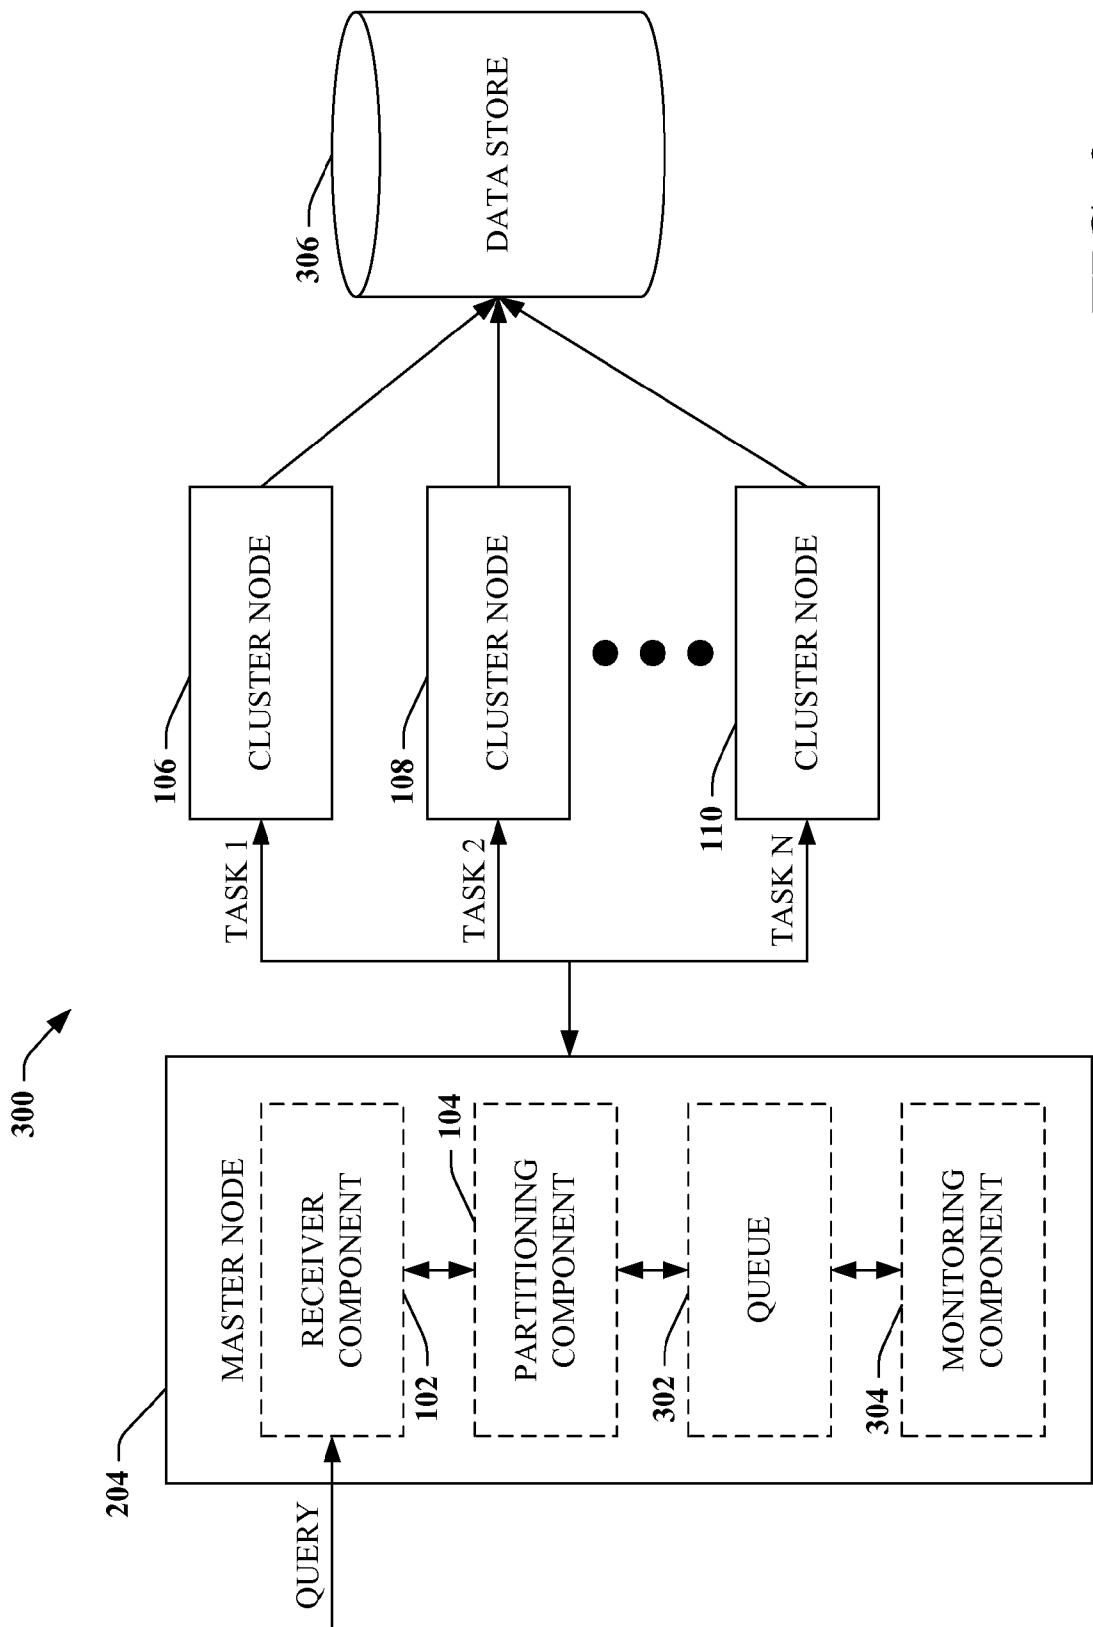 300
204
MASTER NODE
QUERY
RECEIVER
COMPONENT
102
104
PARTITIONING
COMPONENT
302
QUEUE
304
MONITORING
COMPONENT
TASK 1
106
CLUSTER NODE
TASK 2
108
CLUSTER NODE
TASK N
110
CLUSTER NODE
306
DATA STORE